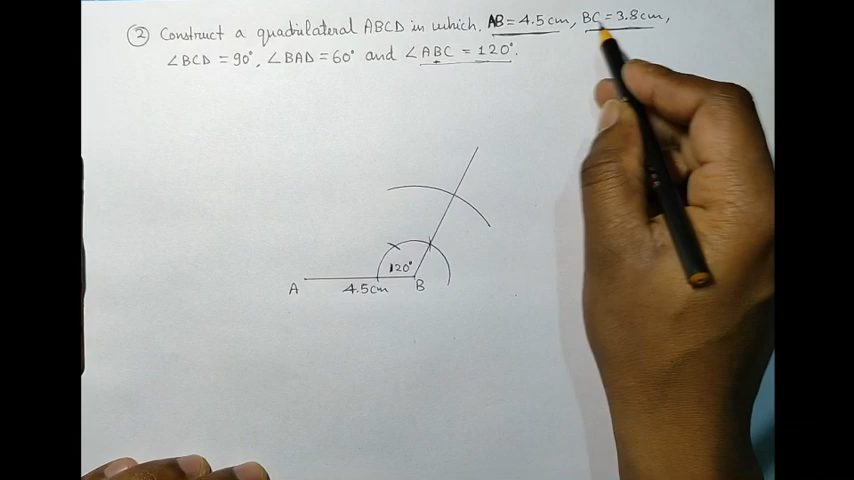 ② Construct a quadrilateral ABCD in which, AB = 4.5 cm, BC = 3.8 cm,
∠BCD = 90°, ∠BAD = 60° and ∠ABC = 120°.
120°
A 4.5cm B